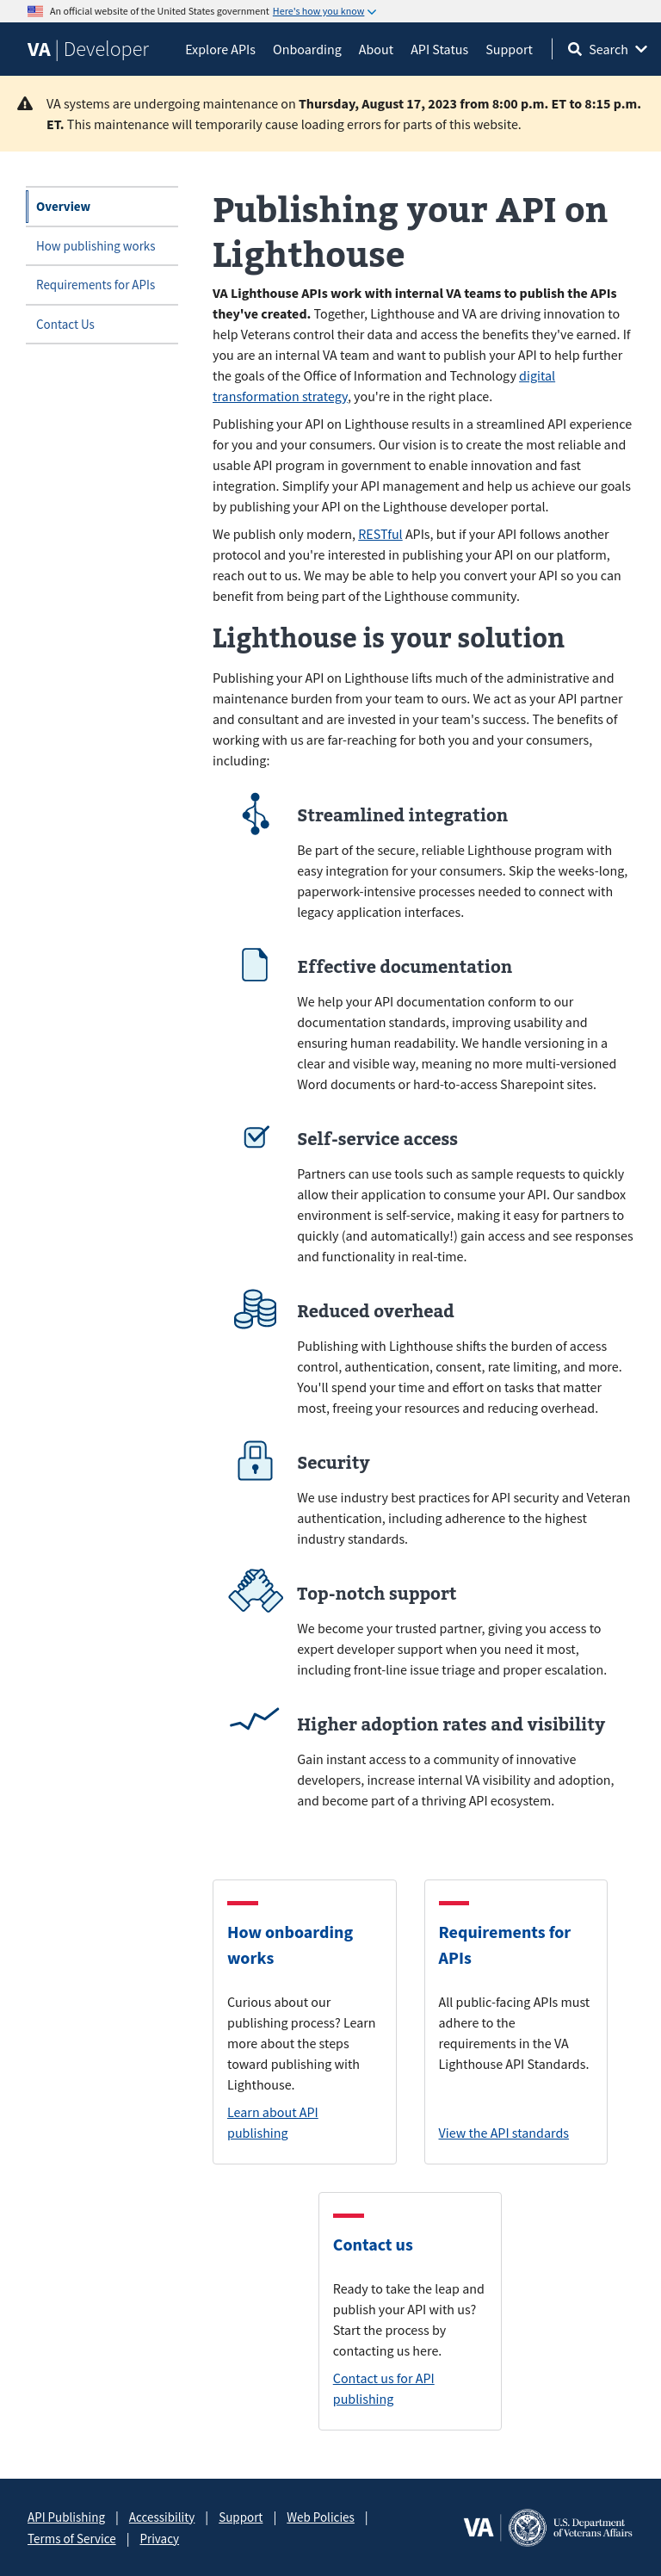 An official website of the United States government Here's how you know
VA Developer Explore APIs Onboarding About API Status Support Search
VA systems are undergoing maintenance on Thursday, August 17, 2023 from 8:00 p.m. ET to 8:15 p.m.
ET. This maintenance will temporarily cause loading errors for parts of this website.
Overview
How publishing works
Requirements for APIs
Contact Us
Publishing your API on
Lighthouse
VA Lighthouse APIs work with internal VA teams to publish the APIs
they've created. Together, Lighthouse and VA are driving innovation to
help Veterans control their data and access the benefits they've earned. If
you are an internal VA team and want to publish your API to help further
the goals of the Office of Information and Technology digital
transformation strategy, you're in the right place.
Publishing your API on Lighthouse results in a streamlined API experience
for you and your consumers. Our vision is to create the most reliable and
usable API program in government to enable innovation and fast
integration. Simplify your API management and help us achieve our goals
by publishing your API on the Lighthouse developer portal.
We publish only modern, RESTful APIs, but if your API follows another
protocol and you're interested in publishing your API on our platform,
reach out to us. We may be able to help you convert your API so you can
benefit from being part of the Lighthouse community.
Lighthouse is your solution
Publishing your API on Lighthouse lifts much of the administrative and
maintenance burden from your team to ours. We act as your API partner
and consultant and are invested in your team's success. The benefits of
working with us are far-reaching for both you and your consumers,
including:
Streamlined integration
Be part of the secure, reliable Lighthouse program with
easy integration for your consumers. Skip the weeks-long,
paperwork-intensive processes needed to connect with
legacy application interfaces.
Effective documentation
We help your API documentation conform to our
documentation standards, improving usability and
ensuring human readability. We handle versioning in a
clear and visible way, meaning no more multi-versioned
Word documents or hard-to-access Sharepoint sites.
Self-service access
Partners can use tools such as sample requests to quickly
allow their application to consume your API. Our sandbox
environment is self-service, making it easy for partners to
quickly (and automatically!) gain access and see responses
and functionality in real-time.
Reduced overhead
Publishing with Lighthouse shifts the burden of access
control, authentication, consent, rate limiting, and more.
You'll spend your time and effort on tasks that matter
most, freeing your resources and reducing overhead.
Security
We use industry best practices for API security and Veteran
authentication, including adherence to the highest
industry standards.
Top-notch support
We become your trusted partner, giving you access to
expert developer support when you need it most,
including front-line issue triage and proper escalation.
Higher adoption rates and visibility
Gain instant access to a community of innovative
developers, increase internal VA visibility and adoption,
and become part of a thriving API ecosystem.
How onboarding
works
Curious about our
publishing process? Learn
more about the steps
toward publishing with
Lighthouse.
Learn about API
publishing
Requirements for
APIs
All public-facing APIs must
adhere to the
requirements in the VA
Lighthouse API Standards.
View the API standards
Contact us
Ready to take the leap and
publish your API with us?
Start the process by
contacting us here.
Contact us for API
publishing
API Publishing | Accessibility | Support | Web Policies |
Terms of Service | Privacy
VA U.S. Department
of Veterans Affairs